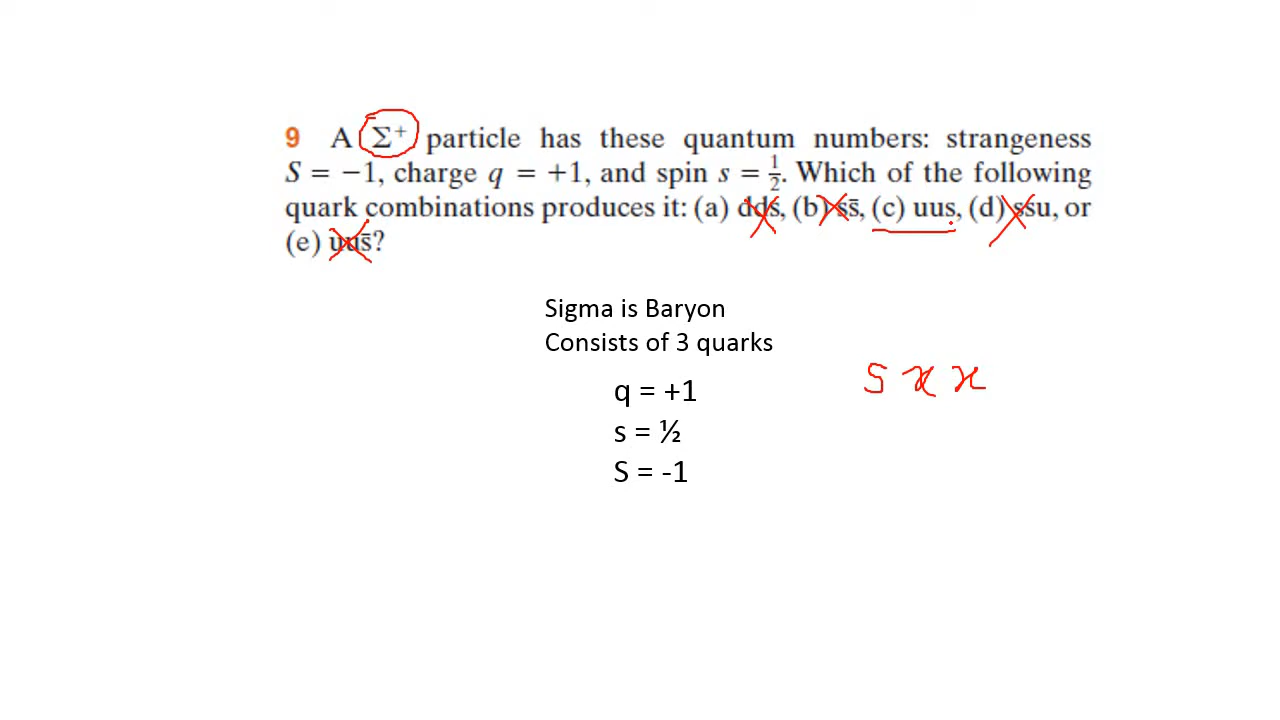 9 A Σ⁺ particle has these quantum numbers: strangeness
S = −1, charge q = +1, and spin s = 1/2. Which of the following
quark combinations produces it: (a) dds, (b) ss̄, (c) uus, (d) ssu, or
(e) uus̄?
Sigma is Baryon
Consists of 3 quarks
q = +1
s x x
s = ½
S = -1